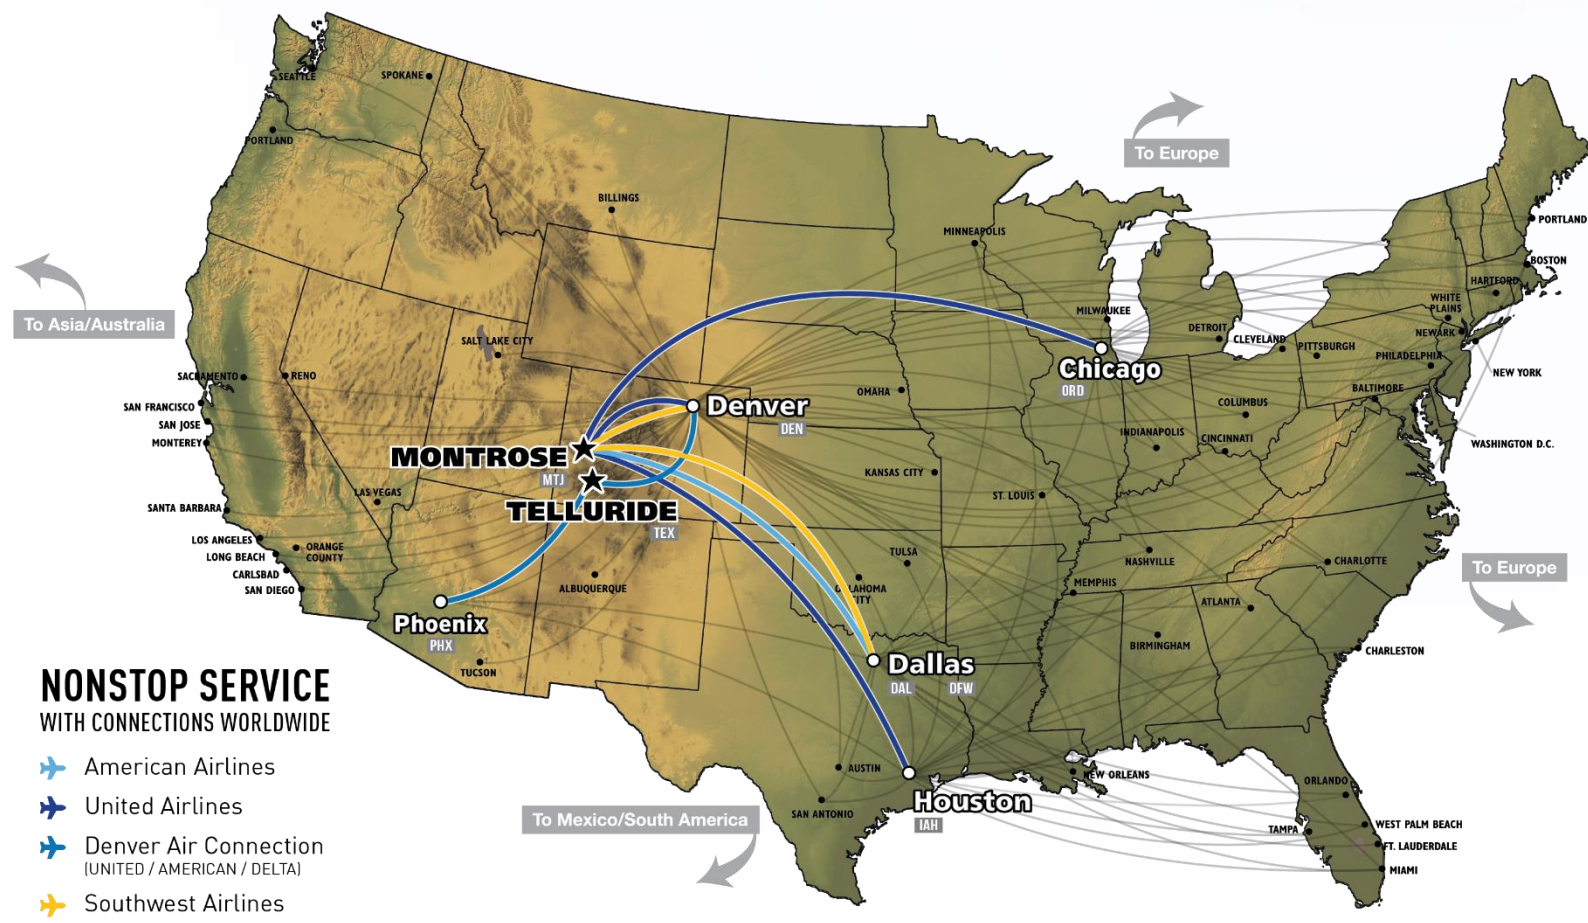 SEATTLE
SPOKANE
PORTLAND
BILLINGS
MINNEAPOLIS
To Europe
PORTLAND
BOSTON
HARTFORD
WHITE
PLAINS
NEWARK
NEW YORK
To Asia/Australia
SALT LAKE CITY
MILWAUKEE
DETROIT
CLEVELAND
PITTSBURGH
PHILADELPHIA
BALTIMORE
Chicago
ORD
SACRAMENTO
RENO
SAN FRANCISCO
SAN JOSE
MONTEREY
OMAHA
Denver
DEN
COLUMBUS
INDIANAPOLIS
CINCINNATI
WASHINGTON D.C.
MONTROSE
MTJ
TELLURIDE
TEX
KANSAS CITY
ST. LOUIS
LAS VEGAS
SANTA BARBARA
LOS ANGELES
ORANGE
COUNTY
LONG BEACH
CARLSBAD
SAN DIEGO
ALBUQUERQUE
TULSA
OKLAHOMA
CITY
NASHVILLE
MEMPHIS
CHARLOTTE
To Europe
ATLANTA
BIRMINGHAM
CHARLESTON
Phoenix
PHX
TUCSON
Dallas
DAL
DFW
AUSTIN
SAN ANTONIO
Houston
IAH
NEW ORLEANS
ORLANDO
TAMPA
WEST PALM BEACH
FT. LAUDERDALE
MIAMI
To Mexico/South America
NONSTOP SERVICE
WITH CONNECTIONS WORLDWIDE
American Airlines
United Airlines
Denver Air Connection
(UNITED / AMERICAN / DELTA)
Southwest Airlines